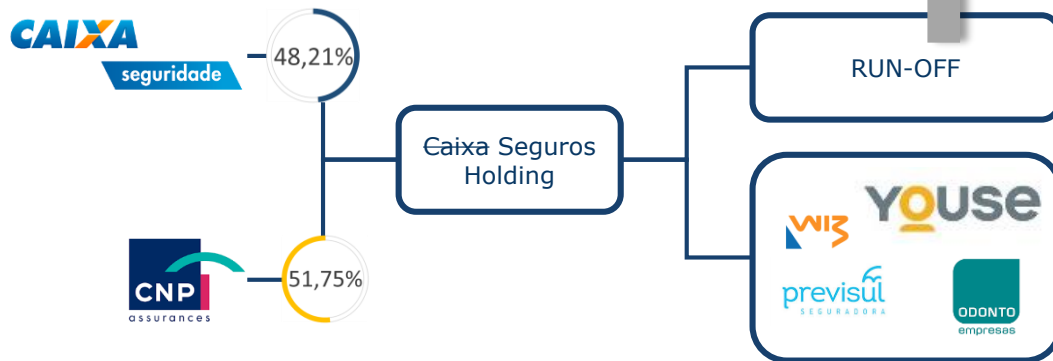 CAIXA
seguridade
48,21%
RUN-OFF
Caixa Seguros
Holding
YOUSE
WIZ
CNP
assurances
51,75%
previsul
SEGURADORA
ODONTO
empresas